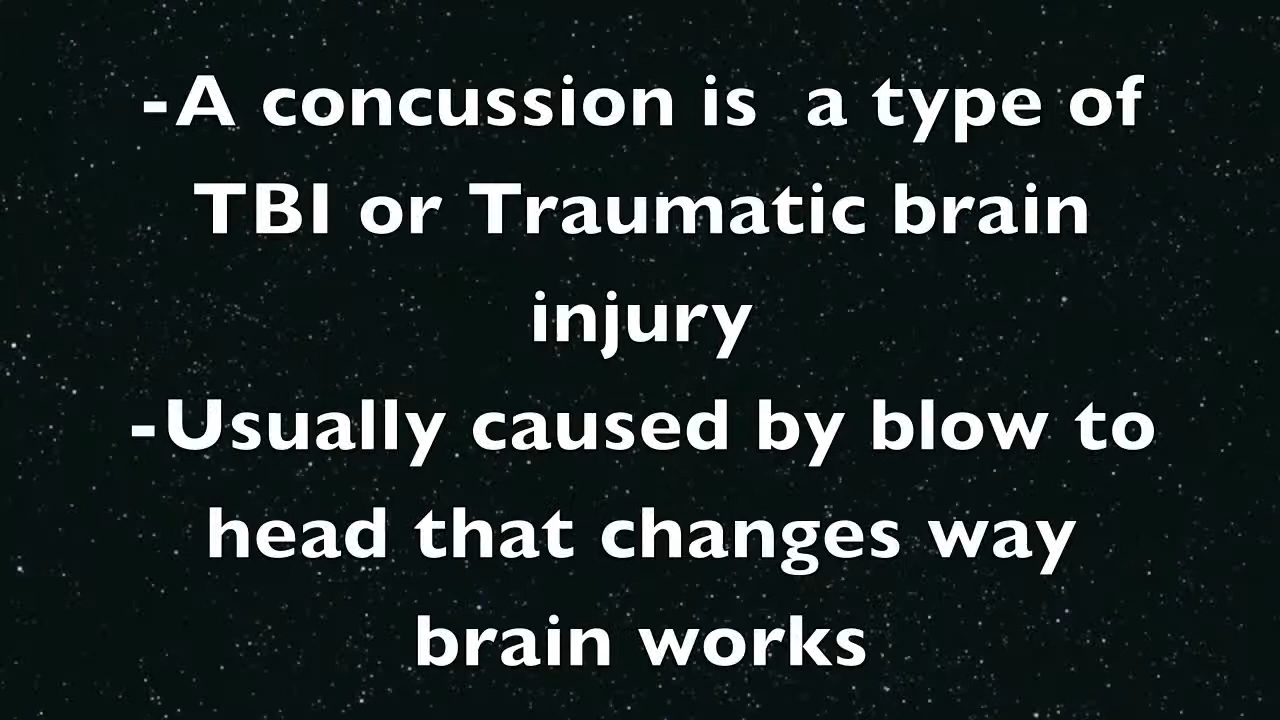 -A concussion is  a type of
TBI or Traumatic brain
injury
-Usually caused by blow to
head that changes way
brain works